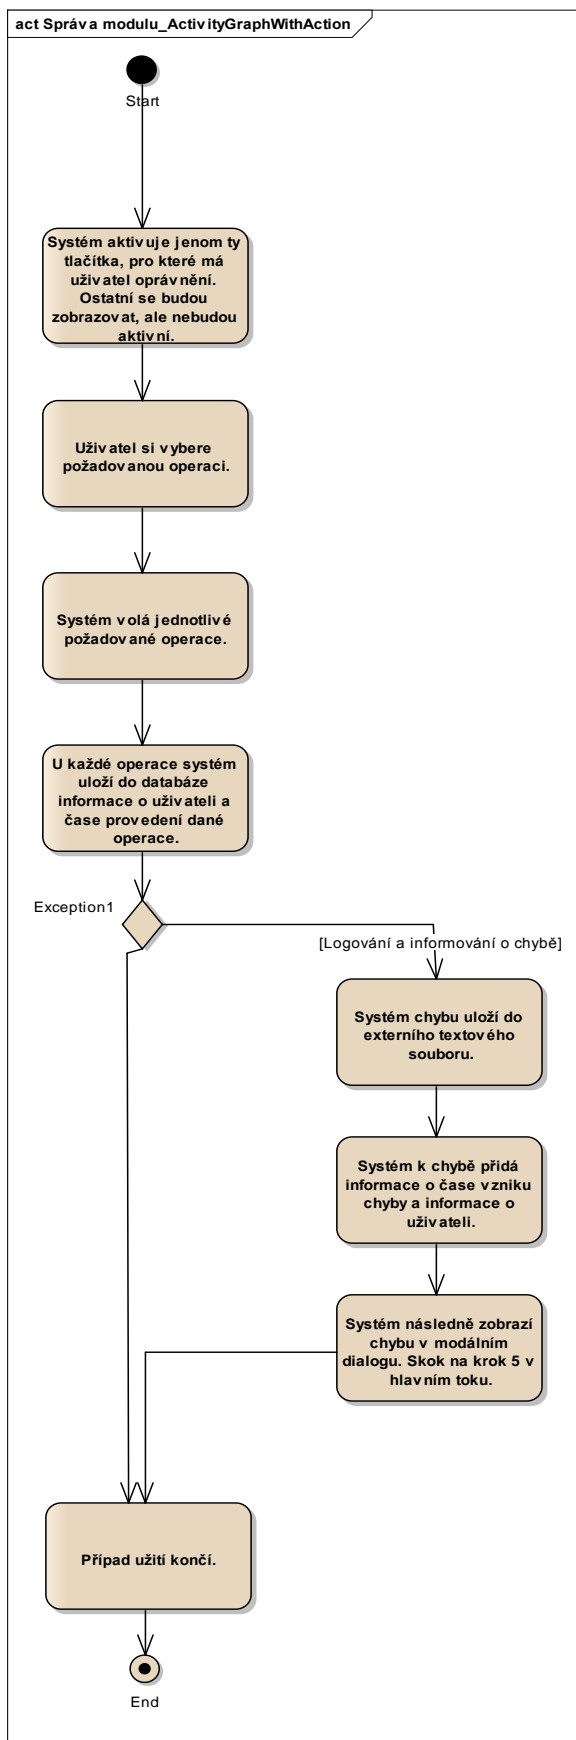 act Správa modulu_ActivityGraphWithAction
Start
Systém aktivuje jenom ty
tlačítka, pro které má
uživatel oprávnění.
Ostatní se budou
zobrazovat, ale nebudou
aktivní.
Uživatel si vybere
požadovanou operaci.
Systém volá jednotlivé
požadované operace.
U každé operace systém
uloží do databáze
informace o uživateli a
čase provedení dané
operace.
Exception1
[Logování a informování o chybě]
Systém chybu uloží do
externího textového
souboru.
Systém k chybě přidá
informace o čase vzniku
chyby a informace o
uživateli.
Systém následně zobrazí
chybu v modálním
dialogu. Skok na krok 5 v
hlavním toku.
Případ užití končí.
End